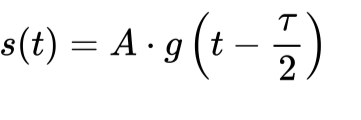 s(t) = A · g(t − τ/2)